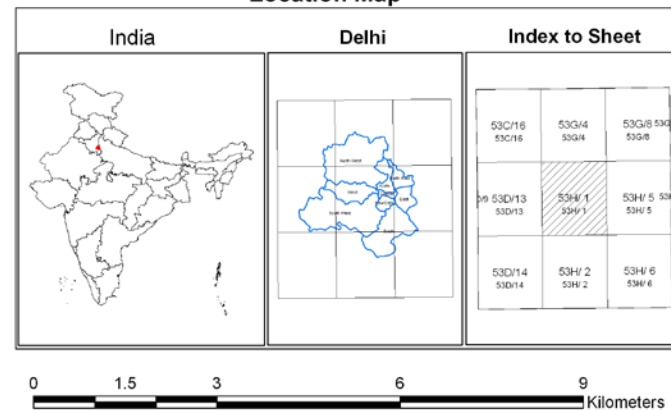 Location Map
India
Delhi
Index to Sheet
53C/16 53G/4 53G/8
53C/16 53G/4 53G/8
53D/13 53H/ 1 53H/ 5
53D/13 53H/ 1 53H/ 5
53D/14 53H/ 2 53H/ 6
53D/14 53H/ 2 53H/ 6
0 1.5 3 6 9
Kilometers